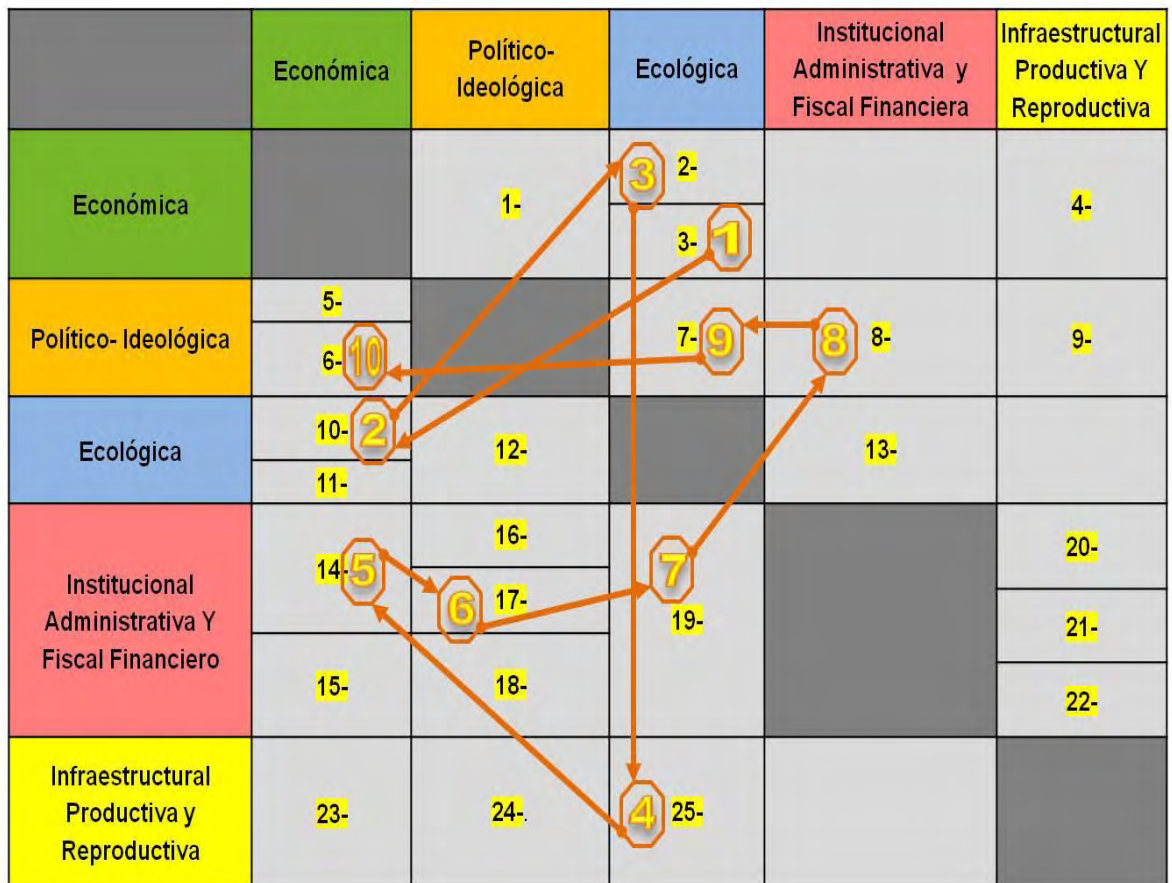 Económica
Político-
Ideológica
Ecológica
Institucional
Administrativa y
Fiscal Financiera
Infraestructural
Productiva Y
Reproductiva
Económica
1-
3
2-
3-
1
4-
Político- Ideológica
5-
6-
10
7-
9
8
8-
9-
Ecológica
10-
2
11-
12-
13-
Institucional
Administrativa Y
Fiscal Financiero
14-
5
15-
16-
6
17-
18-
7
19-
20-
21-
22-
Infraestructural
Productiva y
Reproductiva
23-
24-.
4
25-